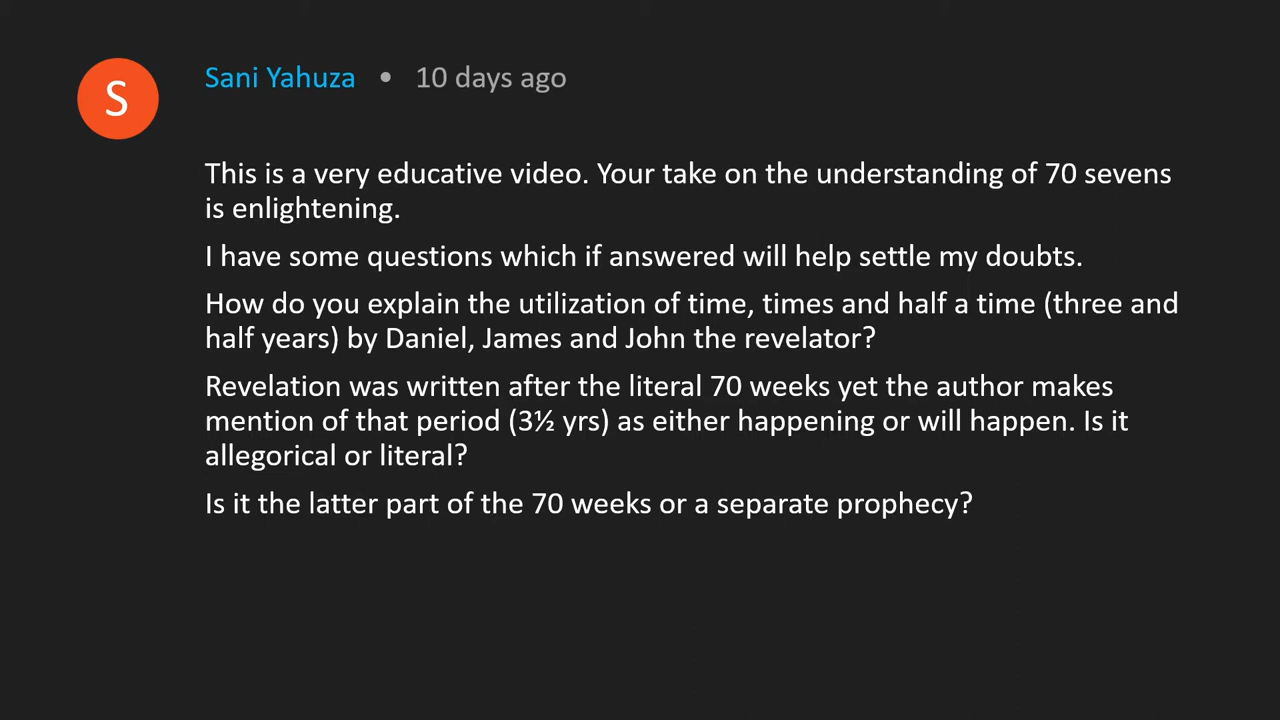 S
Sani Yahuza • 10 days ago
This is a very educative video. Your take on the understanding of 70 sevens
is enlightening.
I have some questions which if answered will help settle my doubts.
How do you explain the utilization of time, times and half a time (three and
half years) by Daniel, James and John the revelator?
Revelation was written after the literal 70 weeks yet the author makes
mention of that period (3½ yrs) as either happening or will happen. Is it
allegorical or literal?
Is it the latter part of the 70 weeks or a separate prophecy?